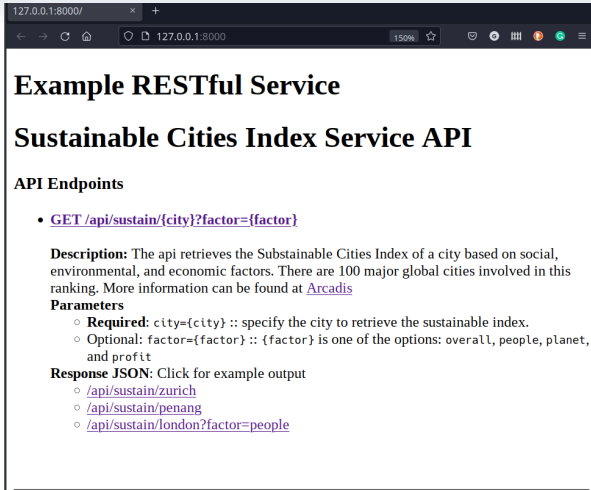 127.0.0.1:8000/
127.0.0.1:8000 150%
Example RESTful Service
Sustainable Cities Index Service API
API Endpoints
GET /api/sustain/{city}?factor={factor}
Description: The api retrieves the Substainable Cities Index of a city based on social,
environmental, and economic factors. There are 100 major global cities involved in this
ranking. More information can be found at Arcadis
Parameters
Required: city={city} :: specify the city to retrieve the sustainable index.
Optional: factor={factor} :: {factor} is one of the options: overall, people, planet,
and profit
Response JSON: Click for example output
/api/sustain/zurich
/api/sustain/penang
/api/sustain/london?factor=people